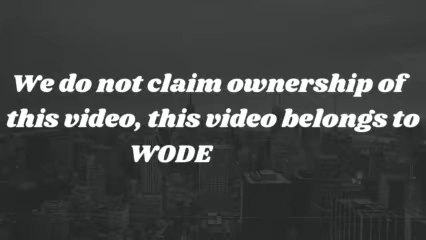 We do not claim ownership of
this video, this video belongs to
WODE